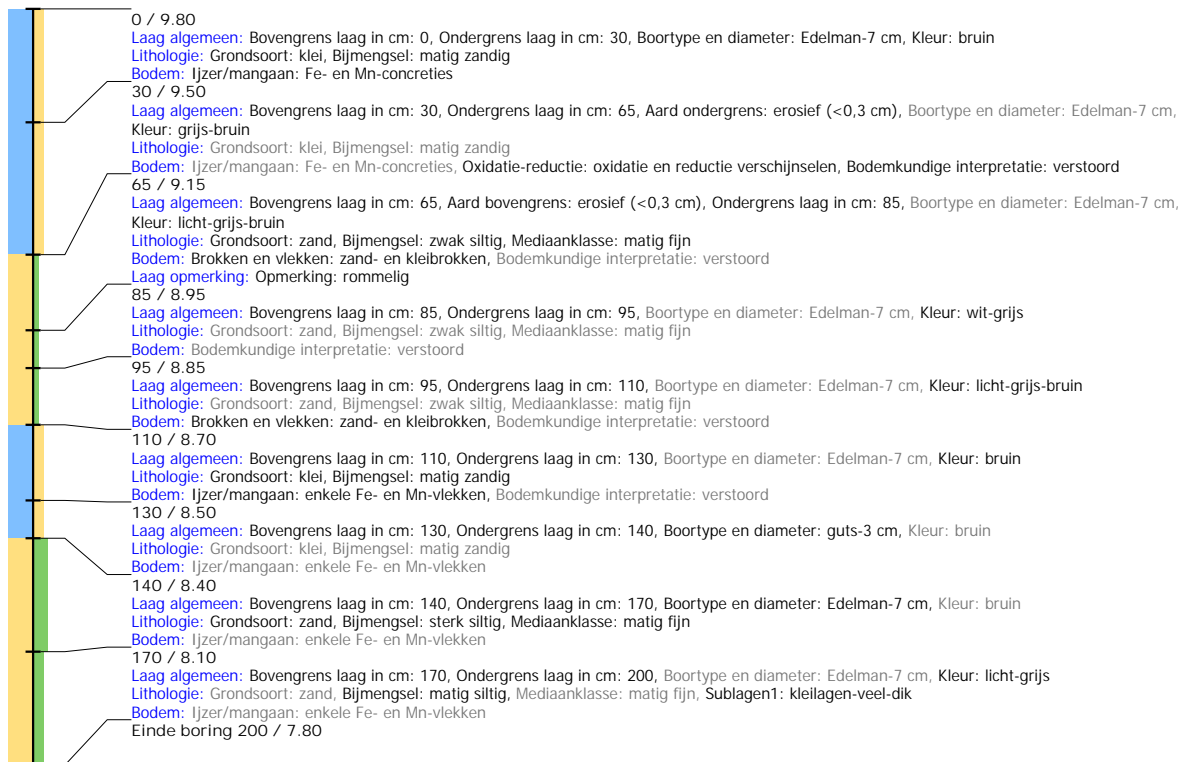 0 / 9.80
Laag algemeen: Bovengrens laag in cm: 0, Ondergrens laag in cm: 30, Boortype en diameter: Edelman-7 cm, Kleur: bruin
Lithologie: Grondsoort: klei, Bijmengsel: matig zandig
Bodem: Ijzer/mangaan: Fe- en Mn-concreties
30 / 9.50
Laag algemeen: Bovengrens laag in cm: 30, Ondergrens laag in cm: 65, Aard ondergrens: erosief (<0,3 cm), Boortype en diameter: Edelman-7 cm,
Kleur: grijs-bruin
Lithologie: Grondsoort: klei, Bijmengsel: matig zandig
Bodem: Ijzer/mangaan: Fe- en Mn-concreties, Oxidatie-reductie: oxidatie en reductie verschijnselen, Bodemkundige interpretatie: verstoord
65 / 9.15
Laag algemeen: Bovengrens laag in cm: 65, Aard bovengrens: erosief (<0,3 cm), Ondergrens laag in cm: 85, Boortype en diameter: Edelman-7 cm,
Kleur: licht-grijs-bruin
Lithologie: Grondsoort: zand, Bijmengsel: zwak siltig, Mediaanklasse: matig fijn
Bodem: Brokken en vlekken: zand- en kleibrokken, Bodemkundige interpretatie: verstoord
Laag opmerking: Opmerking: rommelig
85 / 8.95
Laag algemeen: Bovengrens laag in cm: 85, Ondergrens laag in cm: 95, Boortype en diameter: Edelman-7 cm, Kleur: wit-grijs
Lithologie: Grondsoort: zand, Bijmengsel: zwak siltig, Mediaanklasse: matig fijn
Bodem: Bodemkundige interpretatie: verstoord
95 / 8.85
Laag algemeen: Bovengrens laag in cm: 95, Ondergrens laag in cm: 110, Boortype en diameter: Edelman-7 cm, Kleur: licht-grijs-bruin
Lithologie: Grondsoort: zand, Bijmengsel: zwak siltig, Mediaanklasse: matig fijn
Bodem: Brokken en vlekken: zand- en kleibrokken, Bodemkundige interpretatie: verstoord
110 / 8.70
Laag algemeen: Bovengrens laag in cm: 110, Ondergrens laag in cm: 130, Boortype en diameter: Edelman-7 cm, Kleur: bruin
Lithologie: Grondsoort: klei, Bijmengsel: matig zandig
Bodem: Ijzer/mangaan: enkele Fe- en Mn-vlekken, Bodemkundige interpretatie: verstoord
130 / 8.50
Laag algemeen: Bovengrens laag in cm: 130, Ondergrens laag in cm: 140, Boortype en diameter: guts-3 cm, Kleur: bruin
Lithologie: Grondsoort: klei, Bijmengsel: matig zandig
Bodem: Ijzer/mangaan: enkele Fe- en Mn-vlekken
140 / 8.40
Laag algemeen: Bovengrens laag in cm: 140, Ondergrens laag in cm: 170, Boortype en diameter: Edelman-7 cm, Kleur: bruin
Lithologie: Grondsoort: zand, Bijmengsel: sterk siltig, Mediaanklasse: matig fijn
Bodem: Ijzer/mangaan: enkele Fe- en Mn-vlekken
170 / 8.10
Laag algemeen: Bovengrens laag in cm: 170, Ondergrens laag in cm: 200, Boortype en diameter: Edelman-7 cm, Kleur: licht-grijs
Lithologie: Grondsoort: zand, Bijmengsel: matig siltig, Mediaanklasse: matig fijn, Sublagen1: kleilagen-veel-dik
Bodem: Ijzer/mangaan: enkele Fe- en Mn-vlekken
Einde boring 200 / 7.80